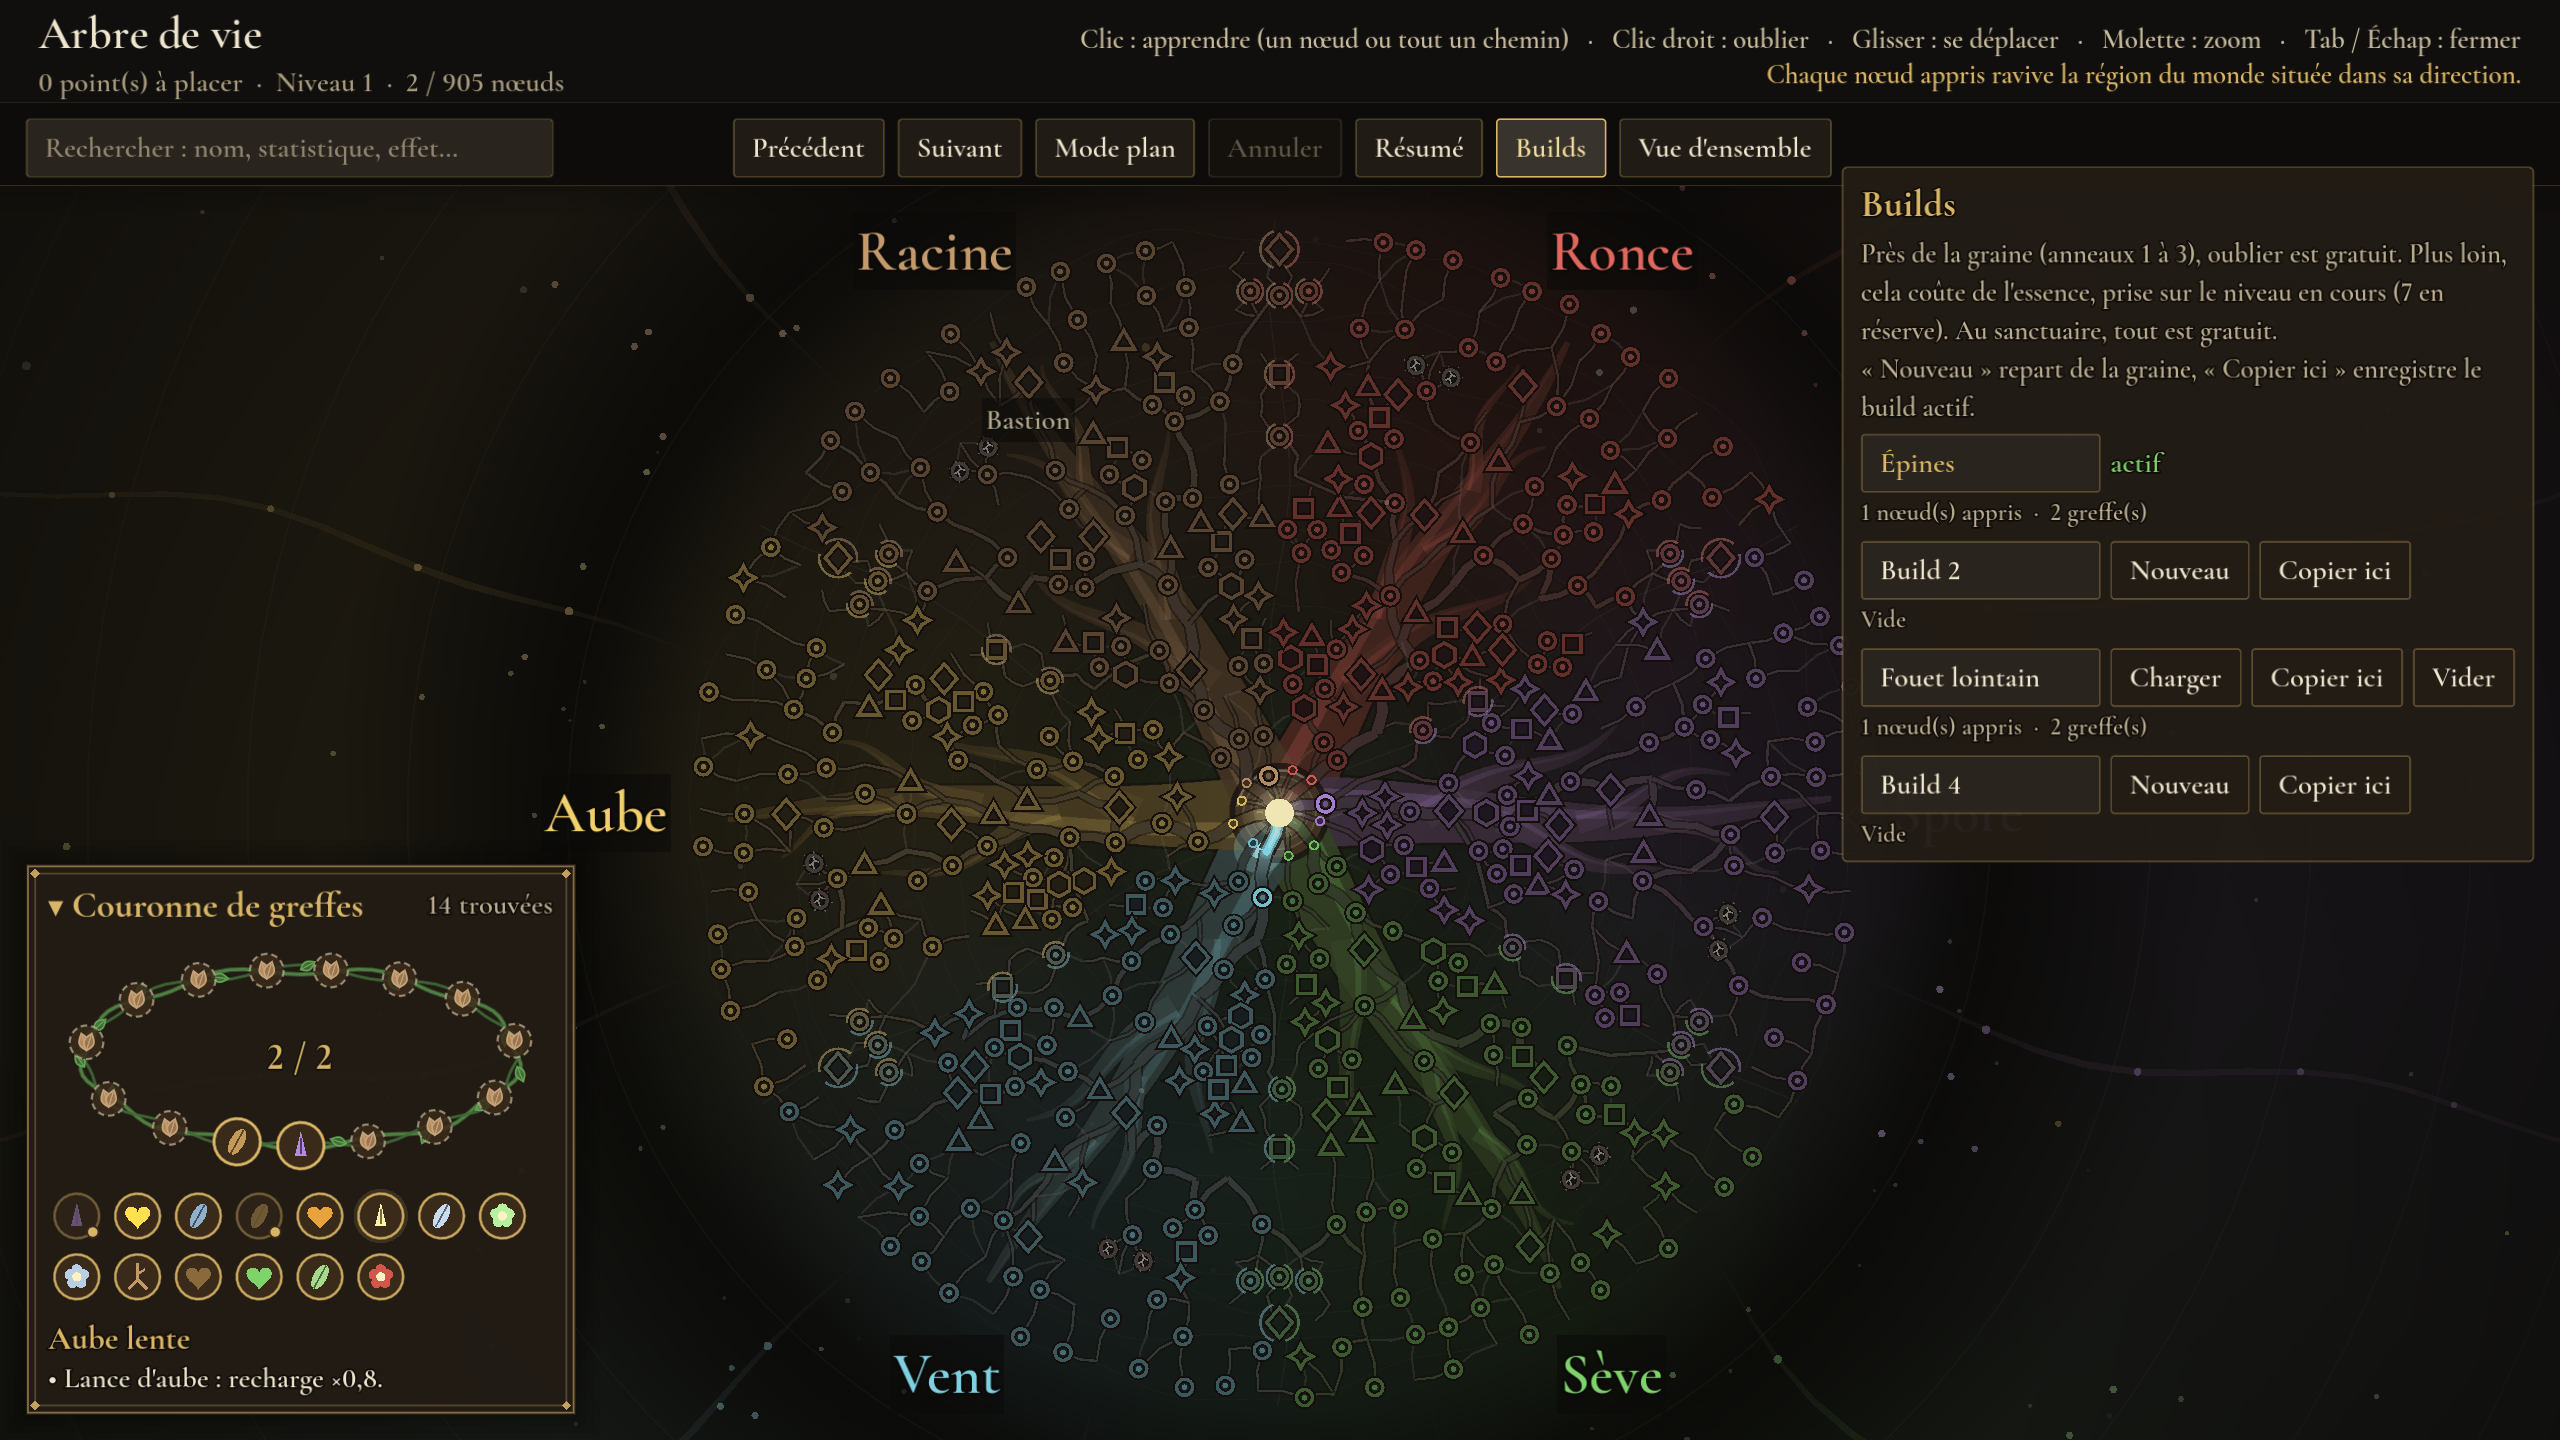 Arbre de vie
0 point(s) à placer · Niveau 1 · 2 / 905 nœuds
Clic : apprendre (un nœud ou tout un chemin) · Clic droit : oublier · Glisser : se déplacer · Molette : zoom · Tab / Échap : fermer
Chaque nœud appris ravive la région du monde située dans sa direction.
Rechercher : nom, statistique, effet...
Précédent
Suivant
Mode plan
Annuler
Résumé
Builds
Vue d'ensemble
Racine
Ronce
Bastion
Aube
Spore
Vent
Sève
Builds
Près de la graine (anneaux 1 à 3), oublier est gratuit. Plus loin,
cela coûte de l'essence, prise sur le niveau en cours (7 en
réserve). Au sanctuaire, tout est gratuit.
« Nouveau » repart de la graine, « Copier ici » enregistre le
build actif.
Épines actif
1 nœud(s) appris · 2 greffe(s)
Build 2 Nouveau Copier ici
Vide
Fouet lointain Charger Copier ici Vider
1 nœud(s) appris · 2 greffe(s)
Build 4 Nouveau Copier ici
Vide
▾ Couronne de greffes 14 trouvées
2 / 2
Aube lente
• Lance d'aube : recharge ×0,8.